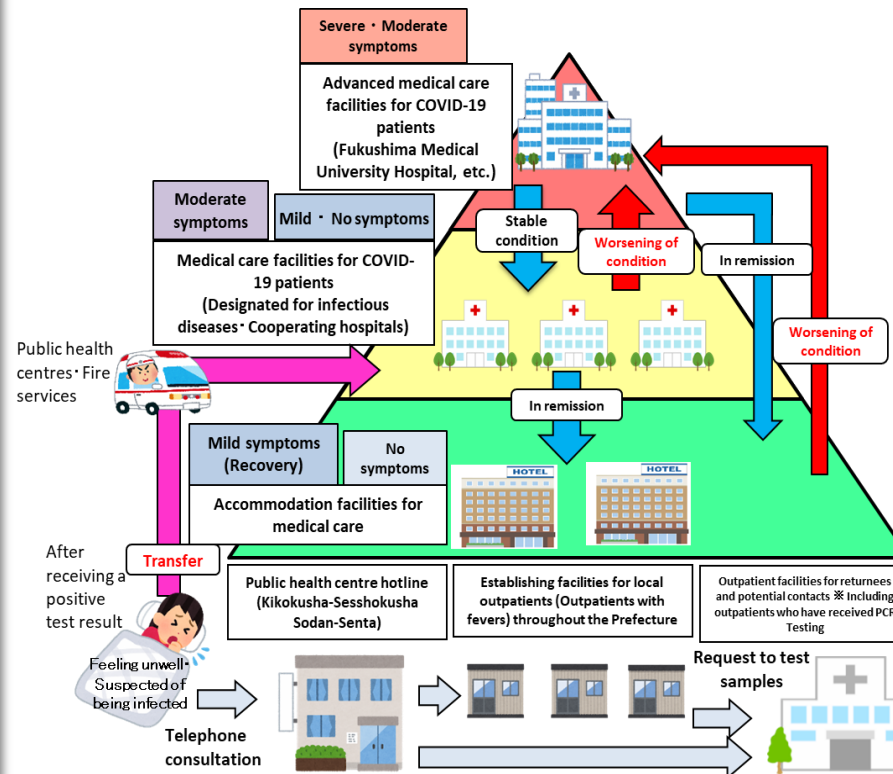 Severe・Moderate
symptoms
Advanced medical care
facilities for COVID-19
patients
(Fukushima Medical
University Hospital, etc.)
Moderate
symptoms
Mild・No symptoms
Medical care facilities for COVID-
19 patients
(Designated for infectious
diseases・Cooperating hospitals)
Stable
condition
Worsening of
condition
In remission
Worsening of
condition
Public health
centres・Fire
services
In remission
Mild symptoms
(Recovery)
No
symptoms
Accommodation facilities for
medical care
HOTEL
HOTEL
After
receiving a
positive
test result
Transfer
Public health centre hotline
(Kikokusha-Sesshokusha
Sodan-Senta)
Establishing facilities for local
outpatients (Outpatients with
fevers) throughout the Prefecture
Outpatient facilities for returnees
and potential contacts ※ Including
outpatients who have received PCR
Testing
Feeling unwell・
Suspected of
being infected
Telephone
consultation
Request to test
samples